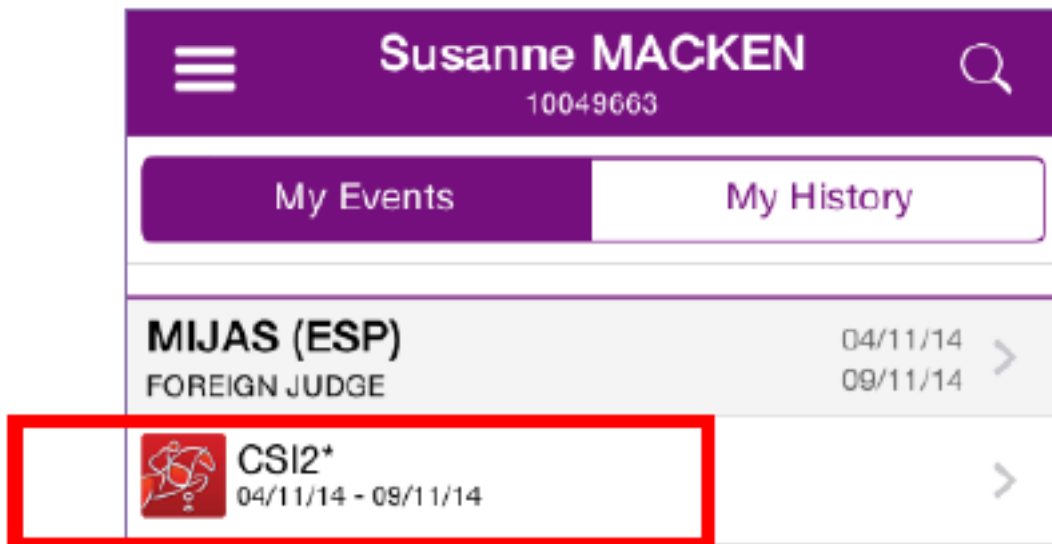 Susanne MACKEN
10049663
My Events
My History
MIJAS (ESP)
04/11/14
FOREIGN JUDGE
09/11/14
CSI2*
04/11/14 - 09/11/14